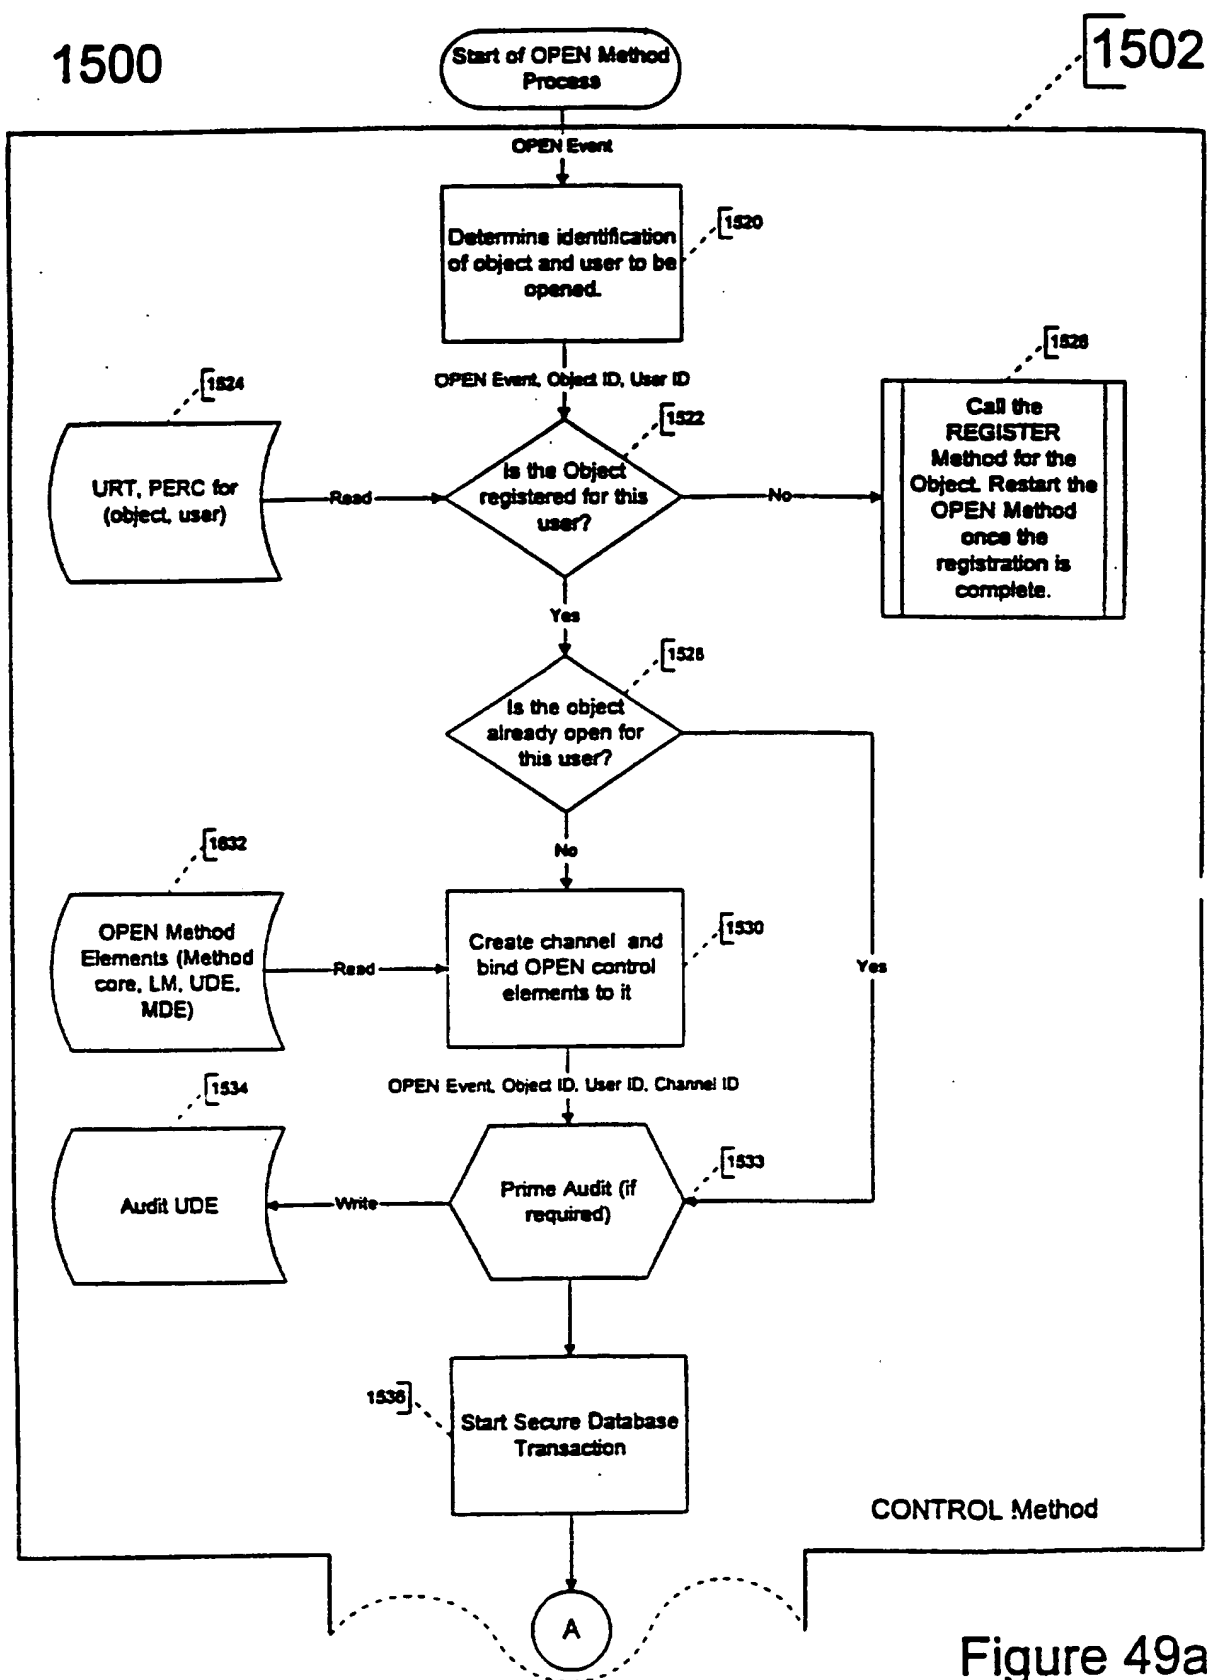 1500
1502
Start of OPEN Method
Process
OPEN Event
Determine identification
of object and user to be
opened.
1520
OPEN Event, Object ID, User ID
1524
URT, PERC for
(object, user)
Read
1522
Is the Object
registered for this
user?
No
1526
Call the
REGISTER
Method for the
Object. Restart the
OPEN Method
once the
registration is
complete.
Yes
1528
Is the object
already open for
this user?
No
Yes
1632
OPEN Method
Elements (Method
core, LM, UDE,
MDE)
Read
1530
Create channel and
bind OPEN control
elements to it
OPEN Event, Object ID, User ID, Channel ID
1534
Audit UDE
Write
1533
Prime Audit (if
required)
1536
Start Secure Database
Transaction
CONTROL Method
A
Figure 49a